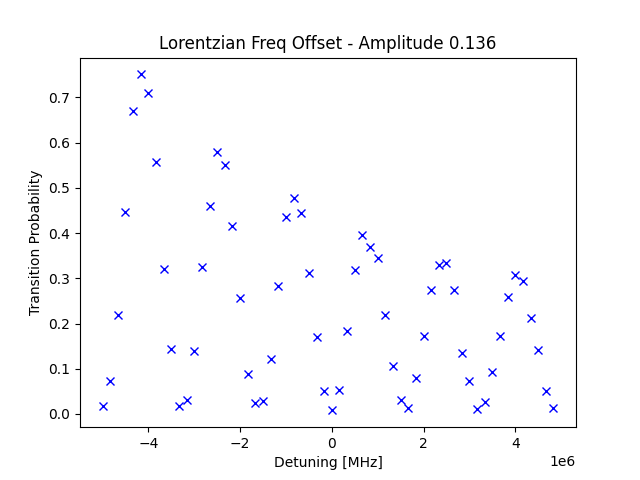 Lorentzian Freq Offset - Amplitude 0.136
Transition Probability
0.7
0.6
0.5
0.4
0.3
0.2
0.1
0.0
−4 −2 0 2 4
1e6
Detuning [MHz]